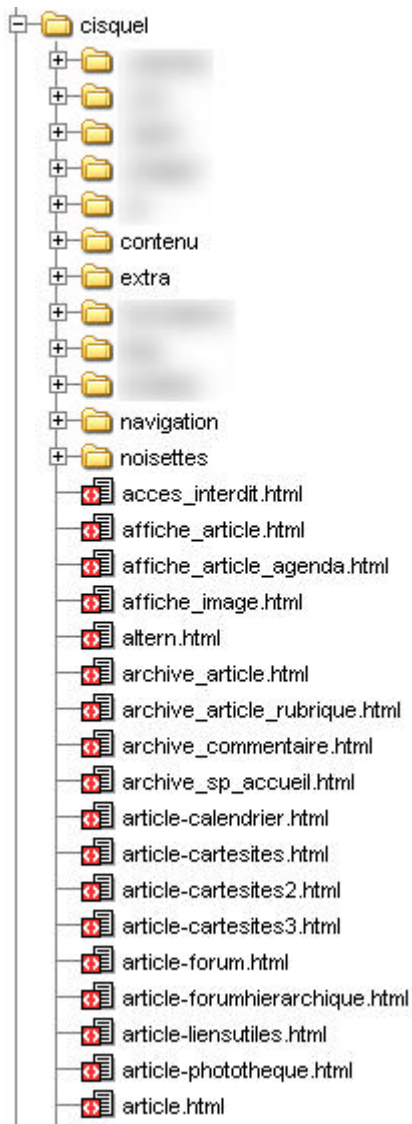 cisquel
contenu
extra
navigation
noisettes
acces_interdit.html
affiche_article.html
affiche_article_agenda.html
affiche_image.html
altern.html
archive_article.html
archive_article_rubrique.html
archive_commentaire.html
archive_sp_accueil.html
article-calendrier.html
article-cartesites.html
article-cartesites2.html
article-cartesites3.html
article-forum.html
article-forumhierarchique.html
article-liensutiles.html
article-phototheque.html
article.html